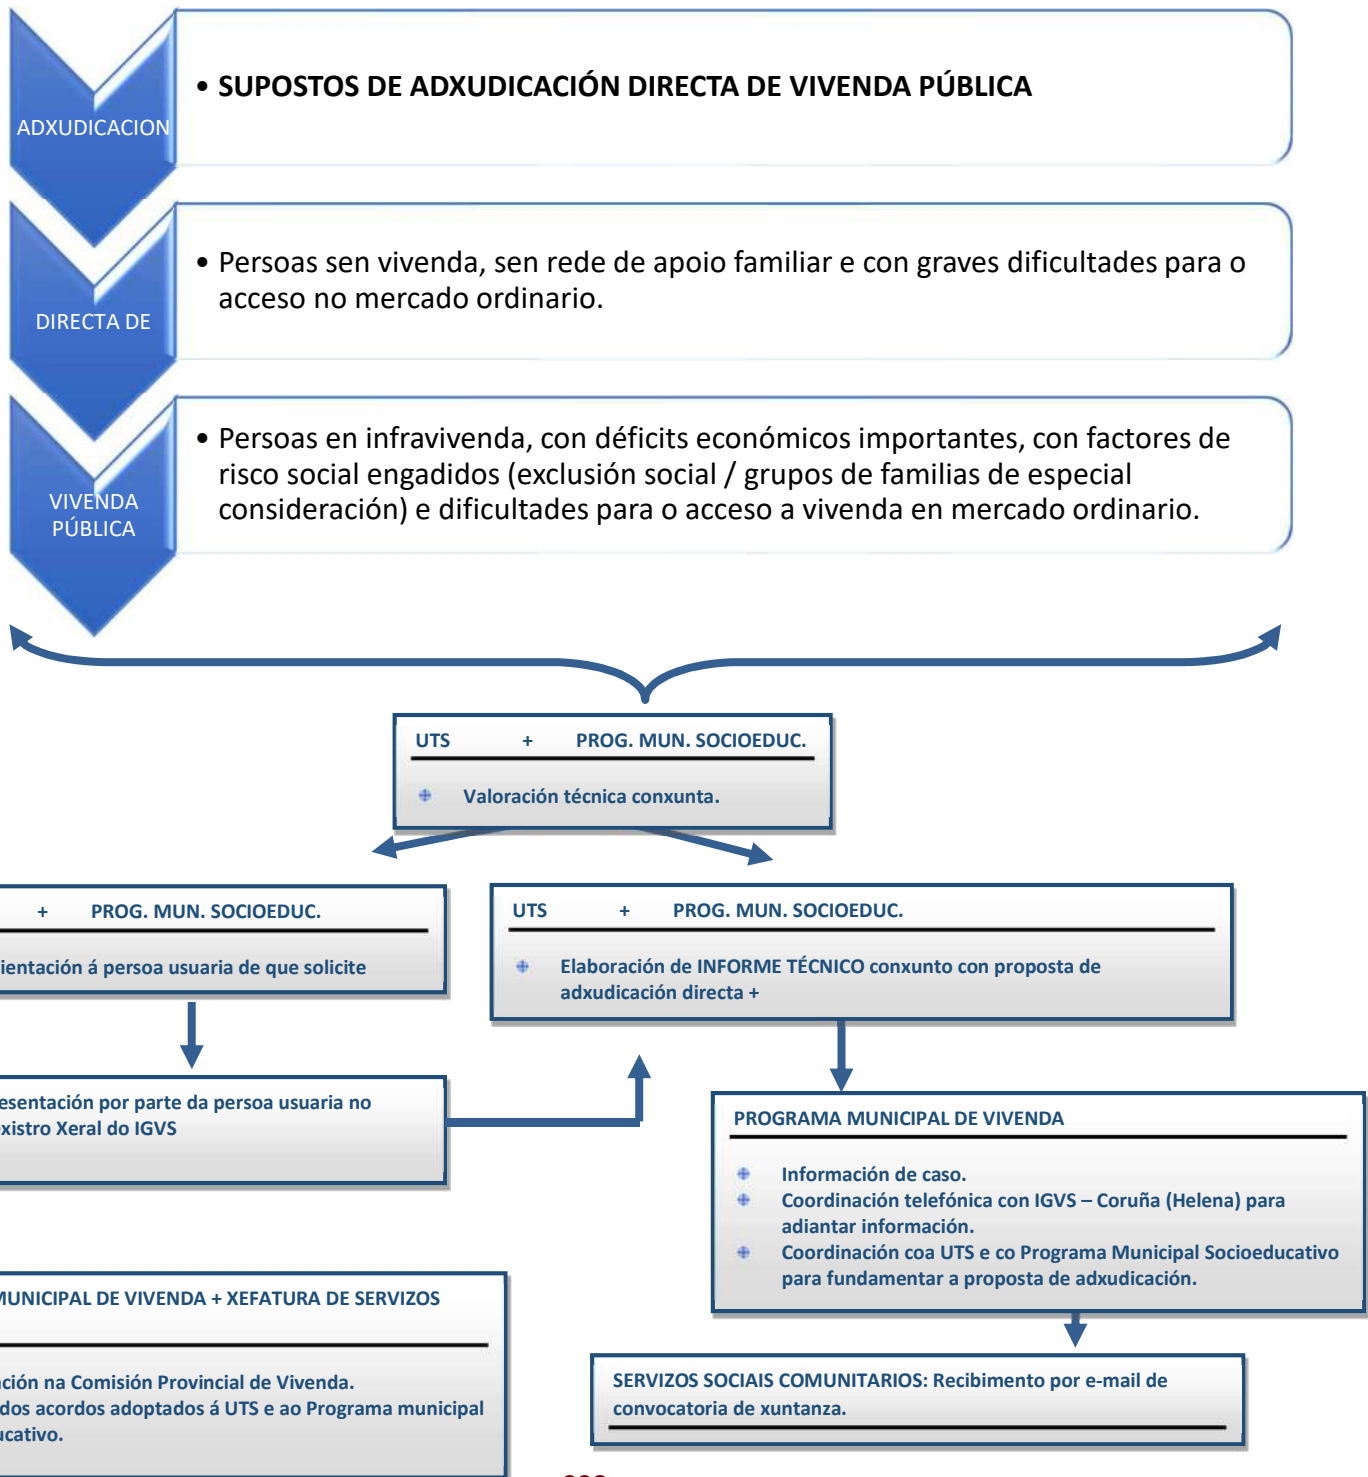 ADXUDICACION
• SUPOSTOS DE ADXUDICACIÓN DIRECTA DE VIVENDA PÚBLICA
DIRECTA DE
• Persoas sen vivenda, sen rede de apoio familiar e con graves dificultades para o
acceso no mercado ordinario.
VIVENDA
PÚBLICA
• Persoas en infravivenda, con déficits económicos importantes, con factores de
risco social engadidos (exclusión social / grupos de familias de especial
consideración) e dificultades para o acceso a vivenda en mercado ordinario.
UTS + PROG. MUN. SOCIOEDUC.
Valoración técnica conxunta.
+ PROG. MUN. SOCIOEDUC.
ientación á persoa usuaria de que solicite
UTS + PROG. MUN. SOCIOEDUC.
Elaboración de INFORME TÉCNICO conxunto con proposta de
adxudicación directa +
esentación por parte da persoa usuaria no
existro Xeral do IGVS
PROGRAMA MUNICIPAL DE VIVENDA
Información de caso.
Coordinación telefónica con IGVS – Coruña (Helena) para
adiantar información.
Coordinación coa UTS e co Programa Municipal Socioeducativo
para fundamentar a proposta de adxudicación.
MUNICIPAL DE VIVENDA + XEFATURA DE SERVIZOS
ación na Comisión Provincial de Vivenda.
dos acordos adoptados á UTS e ao Programa municipal
ucativo.
SERVIZOS SOCIAIS COMUNITARIOS: Recibimento por e-mail de
convocatoria de xuntanza.